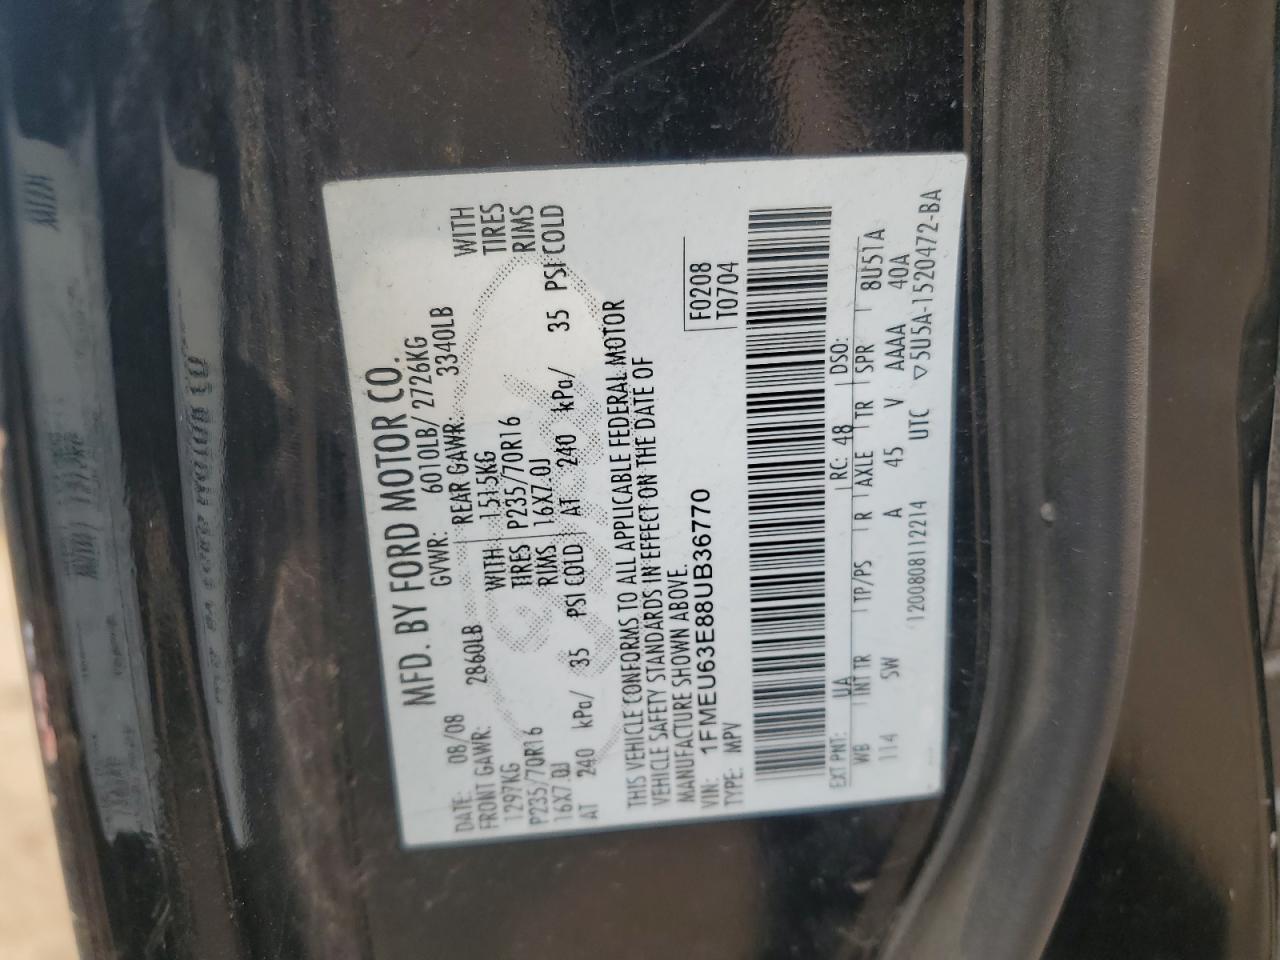 MFD. BY FORD MOTOR CO.
DATE: 08/08 GVWR: 6010LB/ 2726KG
FRONT GAWR: 2860LB REAR GAWR: 3340LB
1297KG WITH 1515KG WITH
P235/70R16 TIRES P235/70R16 TIRES
16X7.0J RIMS 16X7.0J RIMS
AT 240 kPa/ 35 PSI COLD AT 240 kPa/ 35 PSI COLD
THIS VEHICLE CONFORMS TO ALL APPLICABLE FEDERAL MOTOR
VEHICLE SAFETY STANDARDS IN EFFECT ON THE DATE OF
MANUFACTURE SHOWN ABOVE.
VIN: 1FMEU63E88UB36770 F0208
TYPE: MPV T0704
EXT PNT: UA RC: 48 DSO:
WB INT TR TP/PS R AXLE TR SPR 8U51A
114 SW A 45 V AAAA 40A
120080811 2214 UTC ▽5U5A-1520472-BA